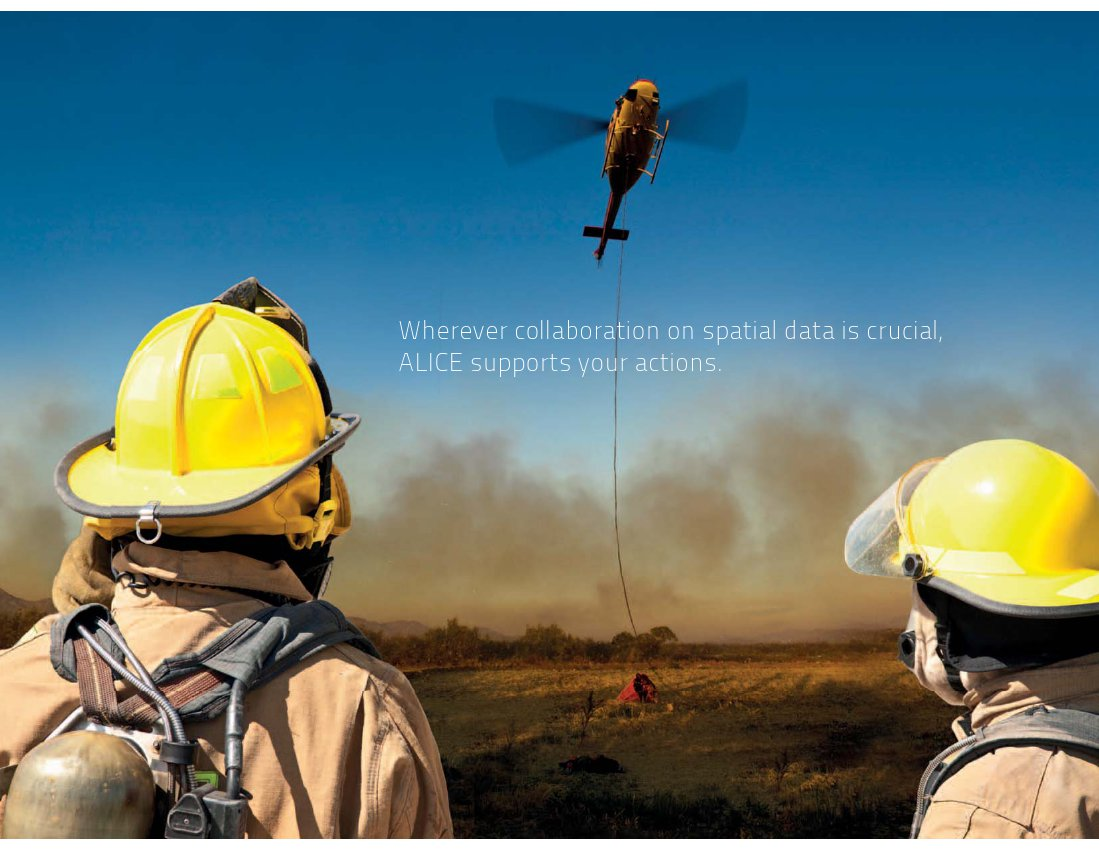 Wherever collaboration on spatial data is crucial,
ALICE supports your actions.